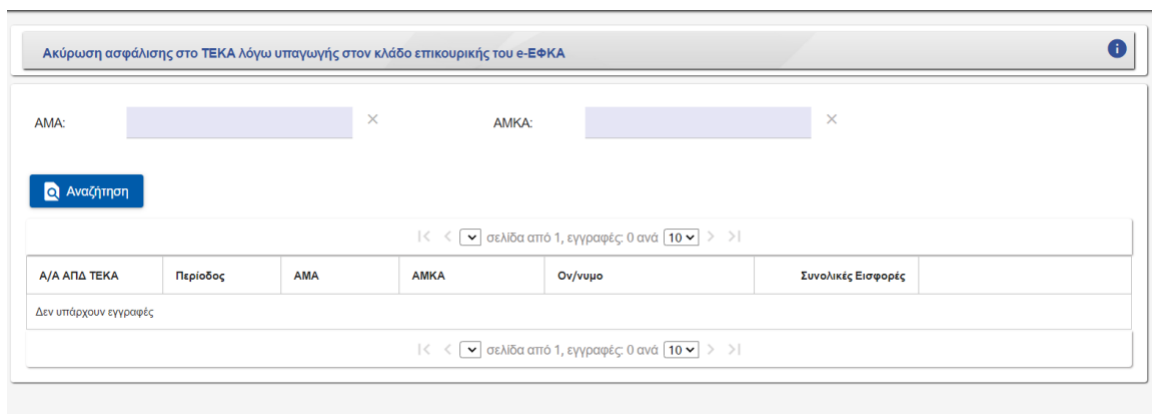 Ακύρωση ασφάλισης στο ΤΕΚΑ λόγω υπαγωγής στον κλάδο επικουρικής του e-ΕΦΚΑ
ΑΜΑ: ΑΜΚΑ:
Αναζήτηση
σελίδα από 1, εγγραφές: 0 ανά 10
Α/Α ΑΠΔ ΤΕΚΑ Περίοδος ΑΜΑ ΑΜΚΑ Ον/νυμο Συνολικές Εισφορές
Δεν υπάρχουν εγγραφές
σελίδα από 1, εγγραφές: 0 ανά 10